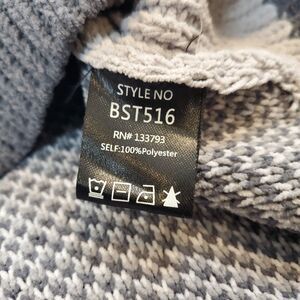 STYLE NO
BST516
RN# 133793
SELF:100%Polyester